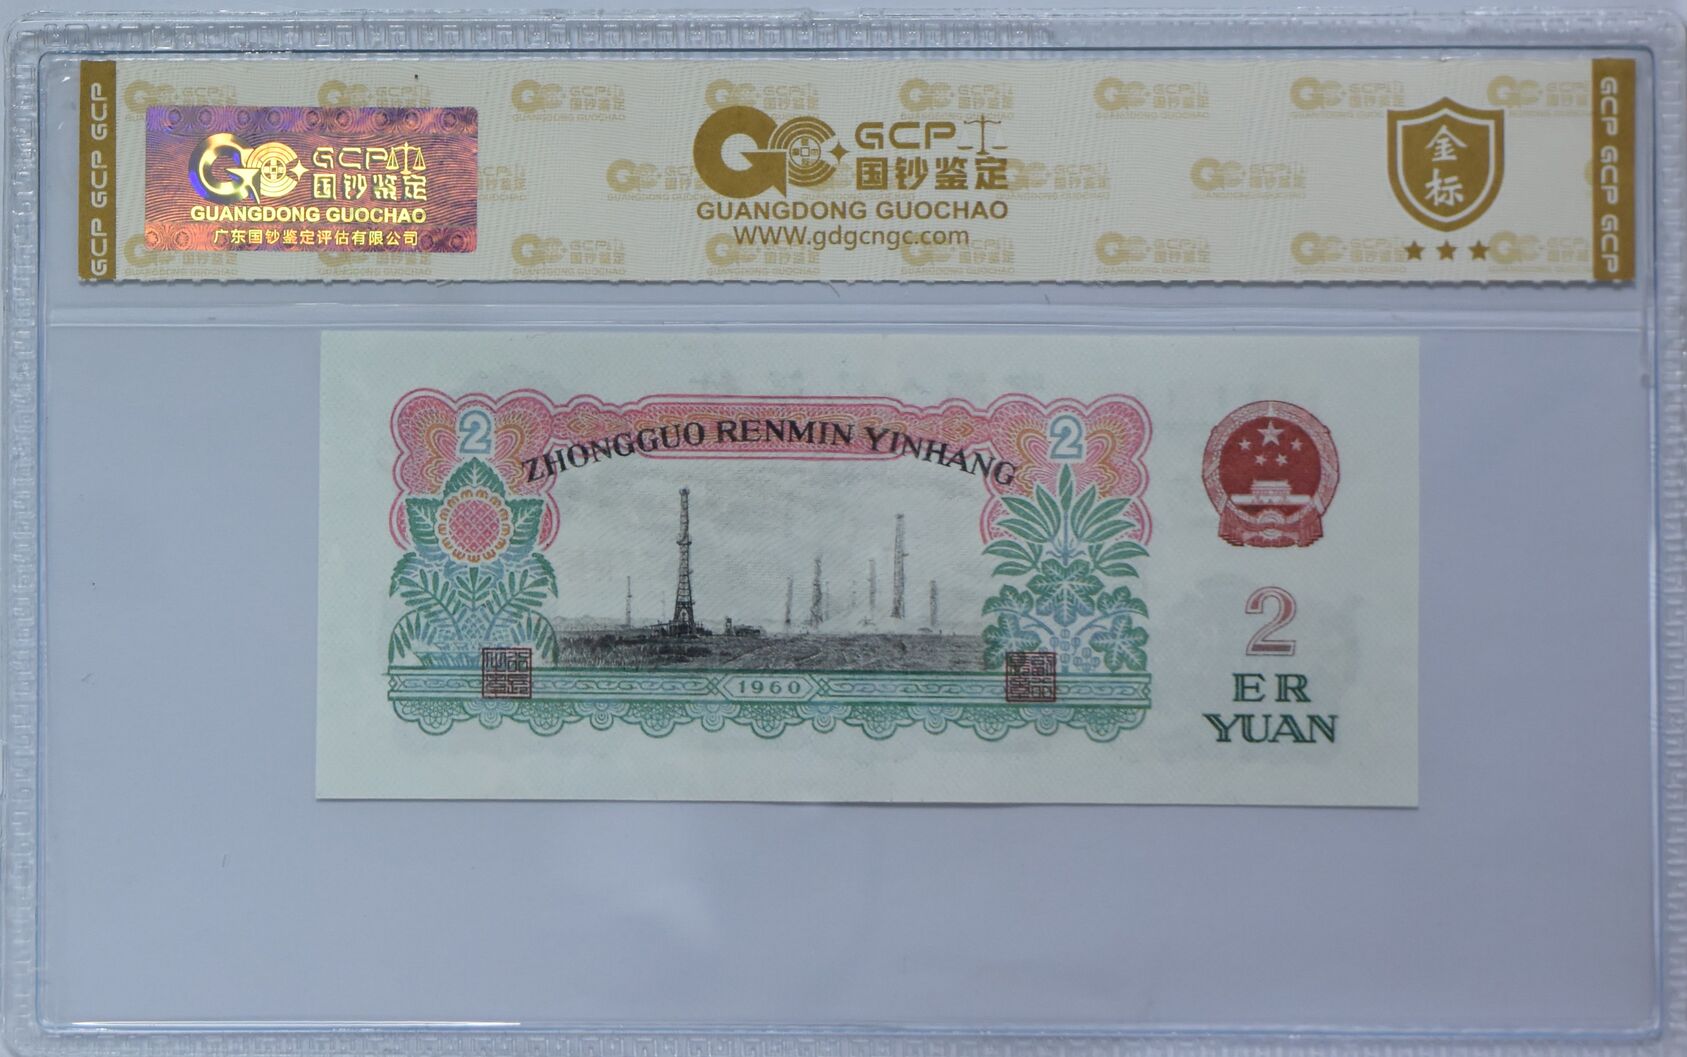 GCP GCP GCP
GCP
国钞鉴定
GUANGDONG GUOCHAO
广东国钞鉴定评估有限公司
GCP
国钞鉴定
GUANGDONG GUOCHAO
WWW.gdgcngc.com
金标
GCP GCP GCP
2
ZHONGGUO RENMIN YINHANG
2
1960
2
ER
YUAN